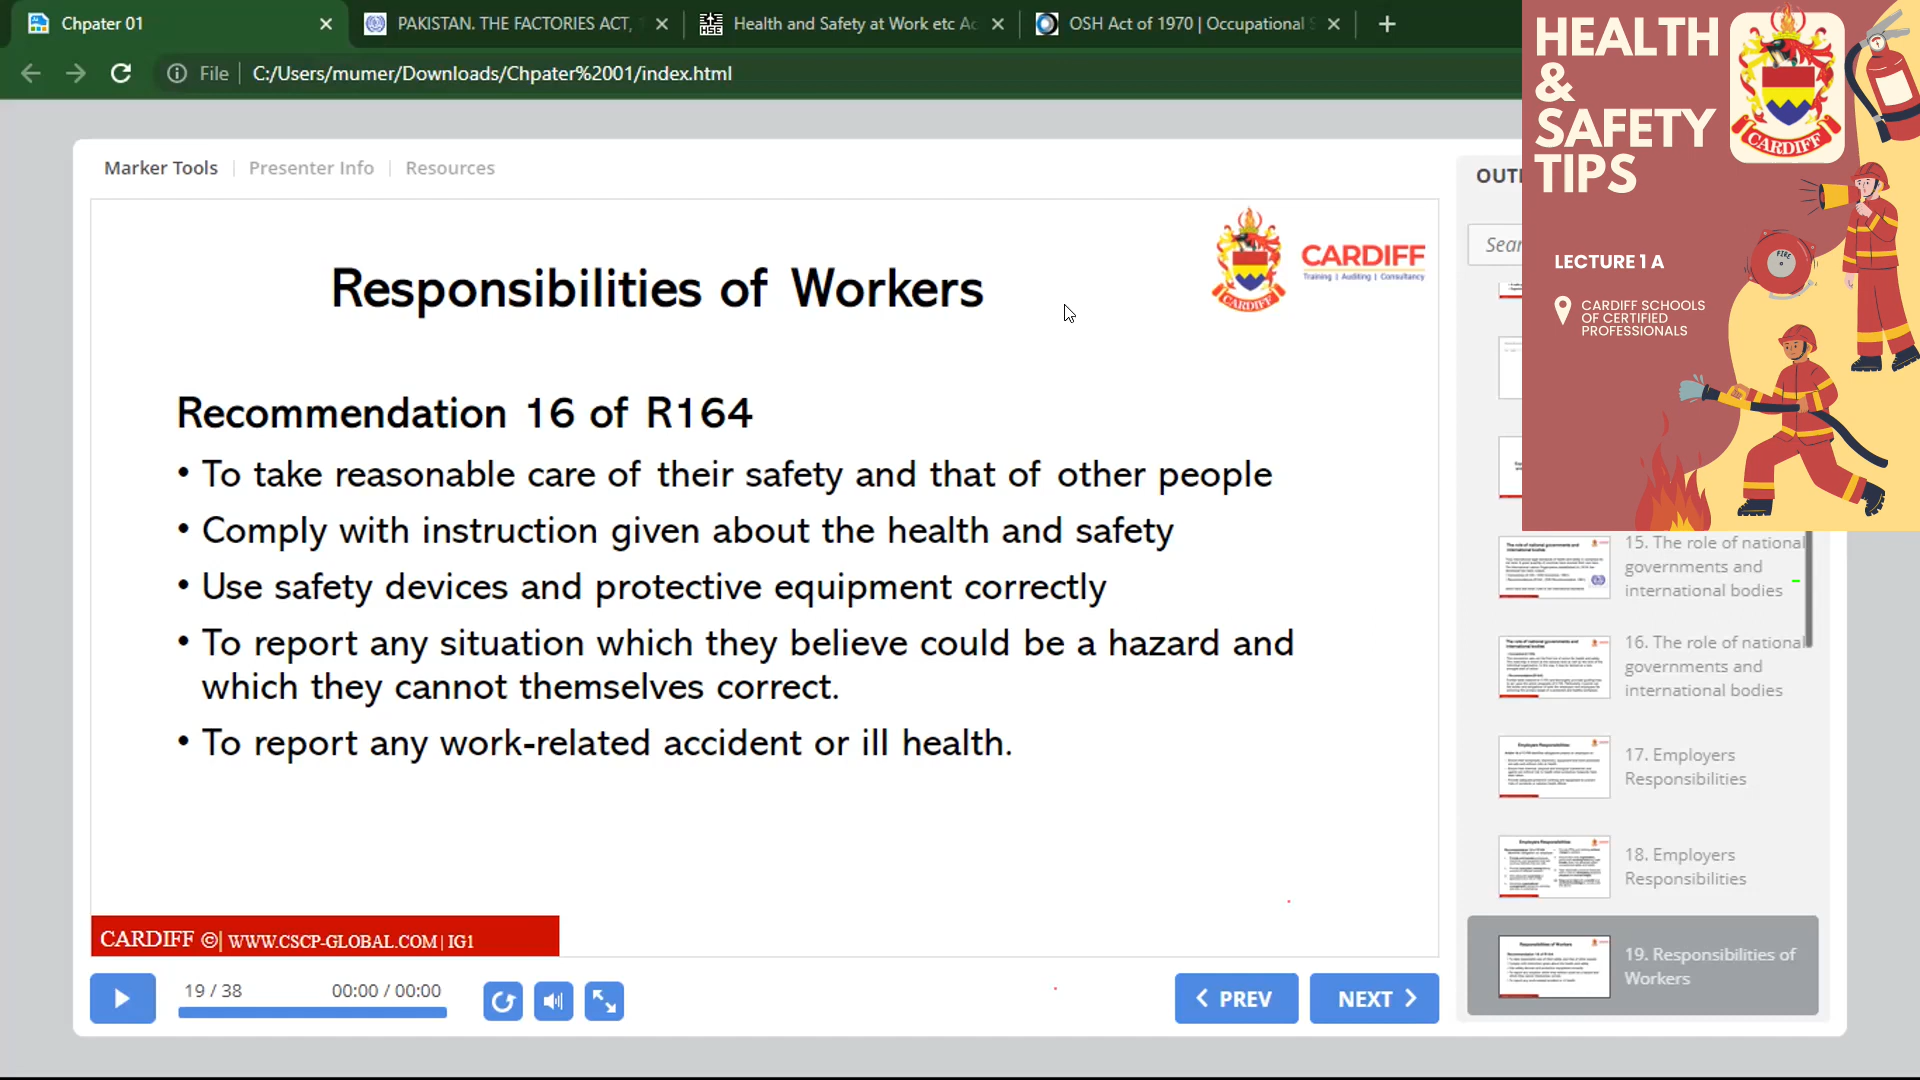 Chpater 01
PAKISTAN. THE FACTORIES ACT,
HSE
Health and Safety at Work etc Ac
OSH Act of 1970 | Occupational S
File
C:/Users/mumer/Downloads/Chpater%2001/index.html
HEALTH
&
SAFETY
TIPS
CARDIFF
FIRE
LECTURE 1 A
CARDIFF SCHOOLS
OF CERTIFIED
PROFESSIONALS
Marker Tools
Presenter Info
Resources
Responsibilities of Workers
CARDIFF
CARDIFF
Training | Auditing | Consultancy
Recommendation 16 of R164
• To take reasonable care of their safety and that of other people
• Comply with instruction given about the health and safety
• Use safety devices and protective equipment correctly
• To report any situation which they believe could be a hazard and
which they cannot themselves correct.
• To report any work-related accident or ill health.
CARDIFF ©| WWW.CSCP-GLOBAL.COM | IG1
19 / 38
00:00 / 00:00
PREV
NEXT
15. The role of national
governments and
international bodies
16. The role of national
governments and
international bodies
17. Employers
Responsibilities
18. Employers
Responsibilities
19. Responsibilities of
Workers